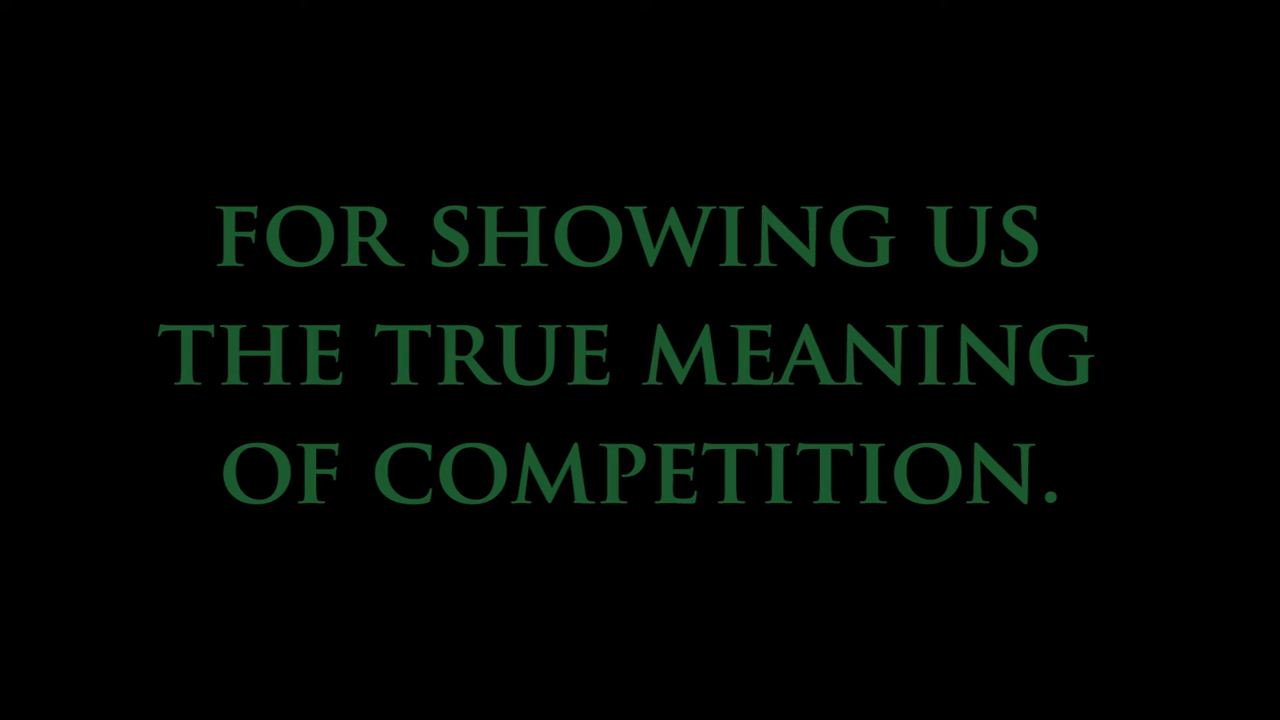 FOR SHOWING US
THE TRUE MEANING
OF COMPETITION.